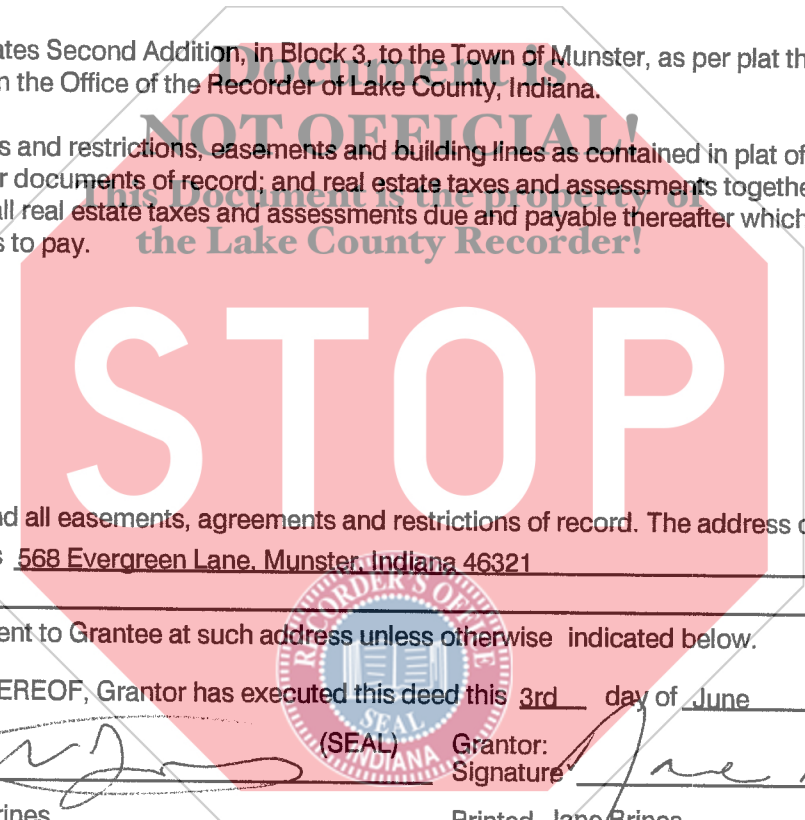 ates Second Addition, in Block 3, to the Town of Munster, as per plat th
Document is
n the Office of the Recorder of Lake County, Indiana.
NOT OFFICIAL!
s and restrictions, easements and building lines as contained in plat of
r documents of record; and real estate taxes and assessments togethe
This Document is the property of
all real estate taxes and assessments due and payable thereafter which
s to pay.
the Lake County Recorder!
STOP
nd all easements, agreements and restrictions of record. The address o
s 568 Evergreen Lane, Munster, Indiana 46321
ent to Grantee at such address unless otherwise indicated below.
EREOF, Grantor has executed this deed this 3rd day of June
RECORDER'S OFFICE
SEAL
INDIANA
(SEAL) Grantor:
Signature Jane
rines Printed Jane Brines